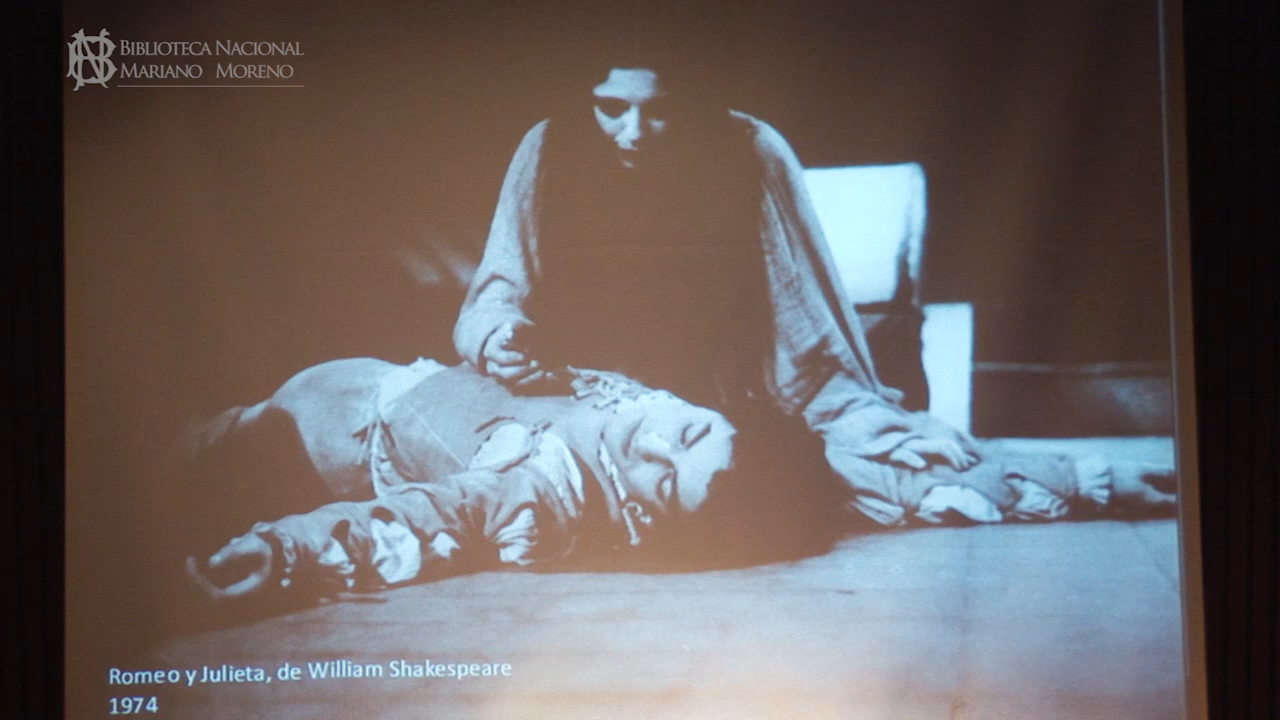 BIBLIOTECA NACIONAL
MARIANO MORENO
Romeo y Julieta, de William Shakespeare
1974